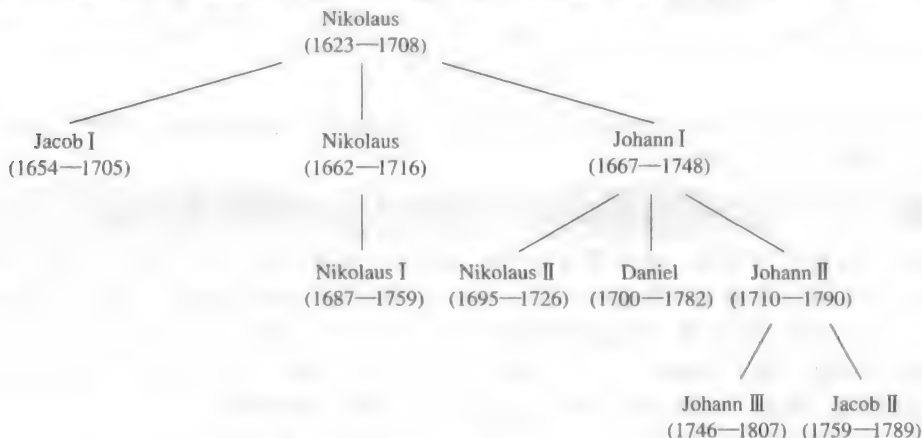 Nikolaus
(1623—1708)
Jacob Ⅰ
(1654—1705)
Nikolaus
(1662—1716)
Johann Ⅰ
(1667—1748)
Nikolaus Ⅰ
(1687—1759)
Nikolaus Ⅱ
(1695—1726)
Daniel
(1700—1782)
Johann Ⅱ
(1710—1790)
Johann Ⅲ
(1746—1807)
Jacob Ⅱ
(1759—1789)